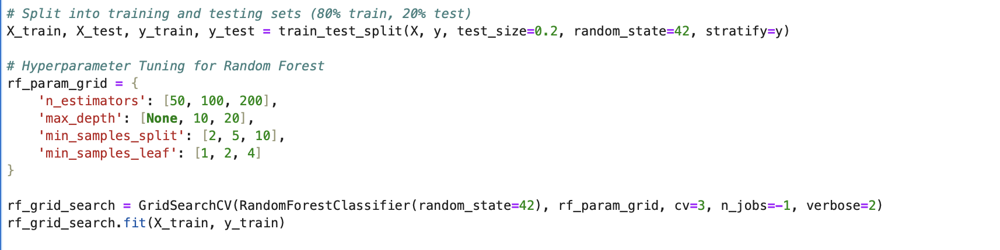 # Split into training and testing sets (80% train, 20% test)
X_train, X_test, y_train, y_test = train_test_split(X, y, test_size=0.2, random_state=42, stratify=y)
# Hyperparameter Tuning for Random Forest
rf_param_grid = {
    'n_estimators': [50, 100, 200],
    'max_depth': [None, 10, 20],
    'min_samples_split': [2, 5, 10],
    'min_samples_leaf': [1, 2, 4]
}
rf_grid_search = GridSearchCV(RandomForestClassifier(random_state=42), rf_param_grid, cv=3, n_jobs=-1, verbose=2)
rf_grid_search.fit(X_train, y_train)